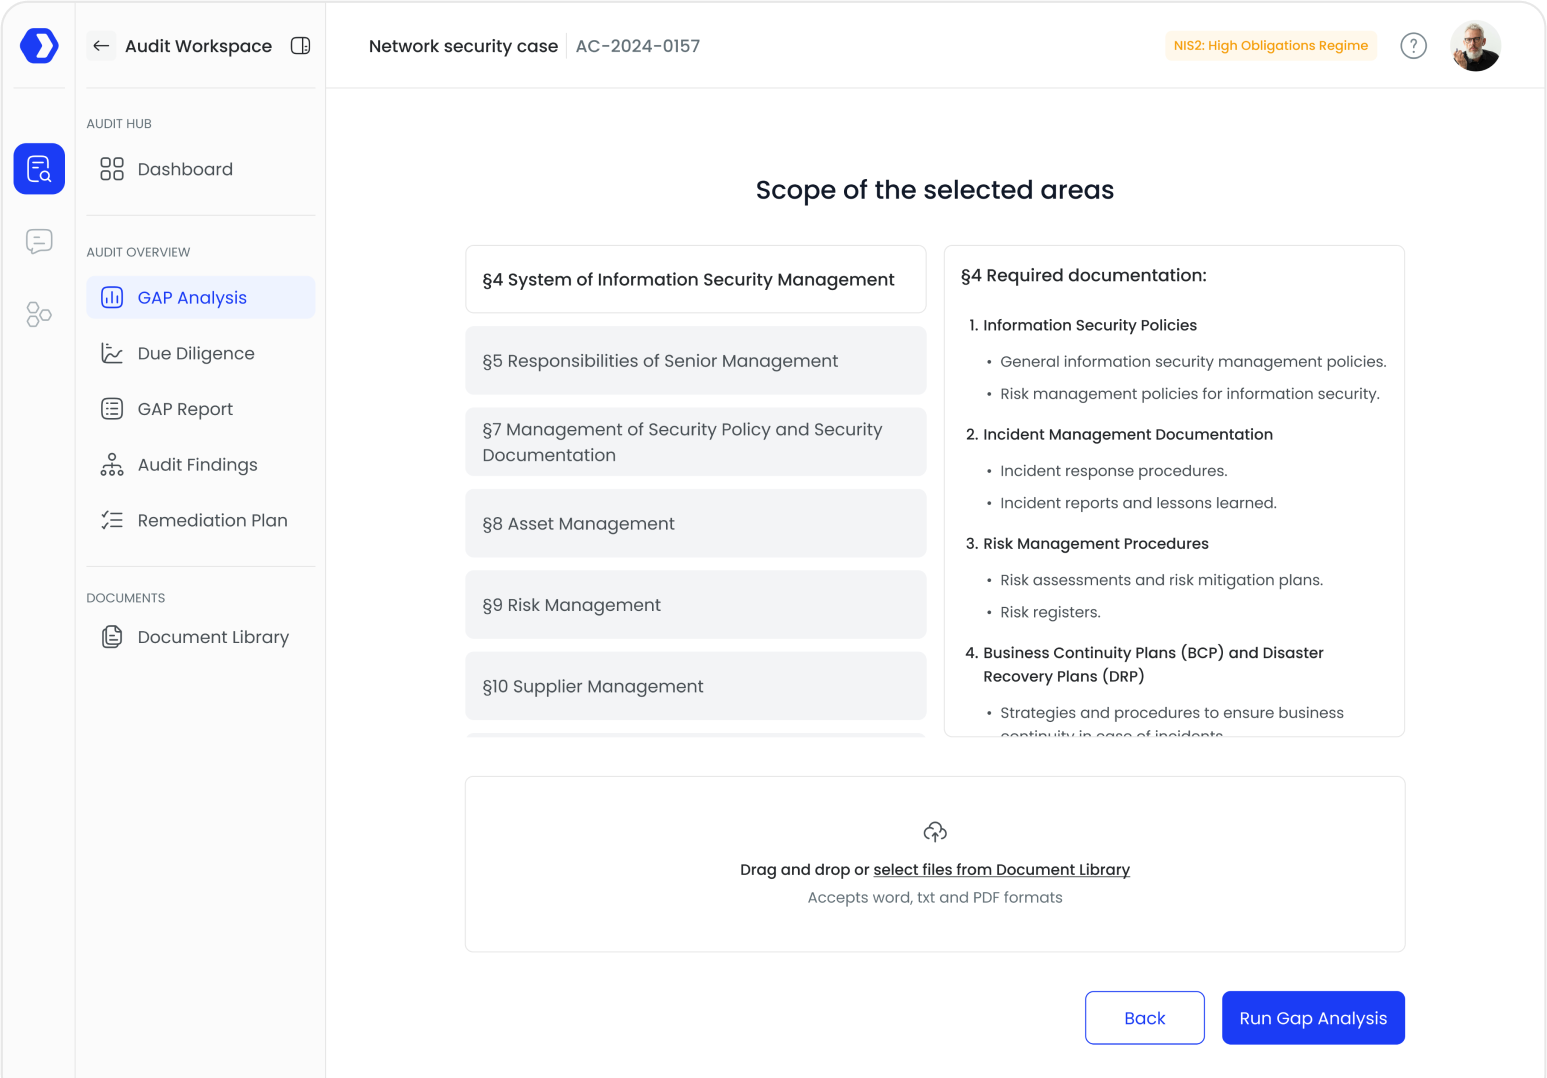 Audit Workspace
Network security case
AC-2024-0157
NIS2: High Obligations Regime
?
AUDIT HUB
Dashboard
AUDIT OVERVIEW
GAP Analysis
Due Diligence
GAP Report
Audit Findings
Remediation Plan
DOCUMENTS
Document Library
Scope of the selected areas
§4 System of Information Security Management
§5 Responsibilities of Senior Management
§7 Management of Security Policy and Security
Documentation
§8 Asset Management
§9 Risk Management
§10 Supplier Management
§4 Required documentation:
1. Information Security Policies
• General information security management policies.
• Risk management policies for information security.
2. Incident Management Documentation
• Incident response procedures.
• Incident reports and lessons learned.
3. Risk Management Procedures
• Risk assessments and risk mitigation plans.
• Risk registers.
4. Business Continuity Plans (BCP) and Disaster
Recovery Plans (DRP)
• Strategies and procedures to ensure business
continuity in case of incidents.
Drag and drop or select files from Document Library
Accepts word, txt and PDF formats
Back
Run Gap Analysis